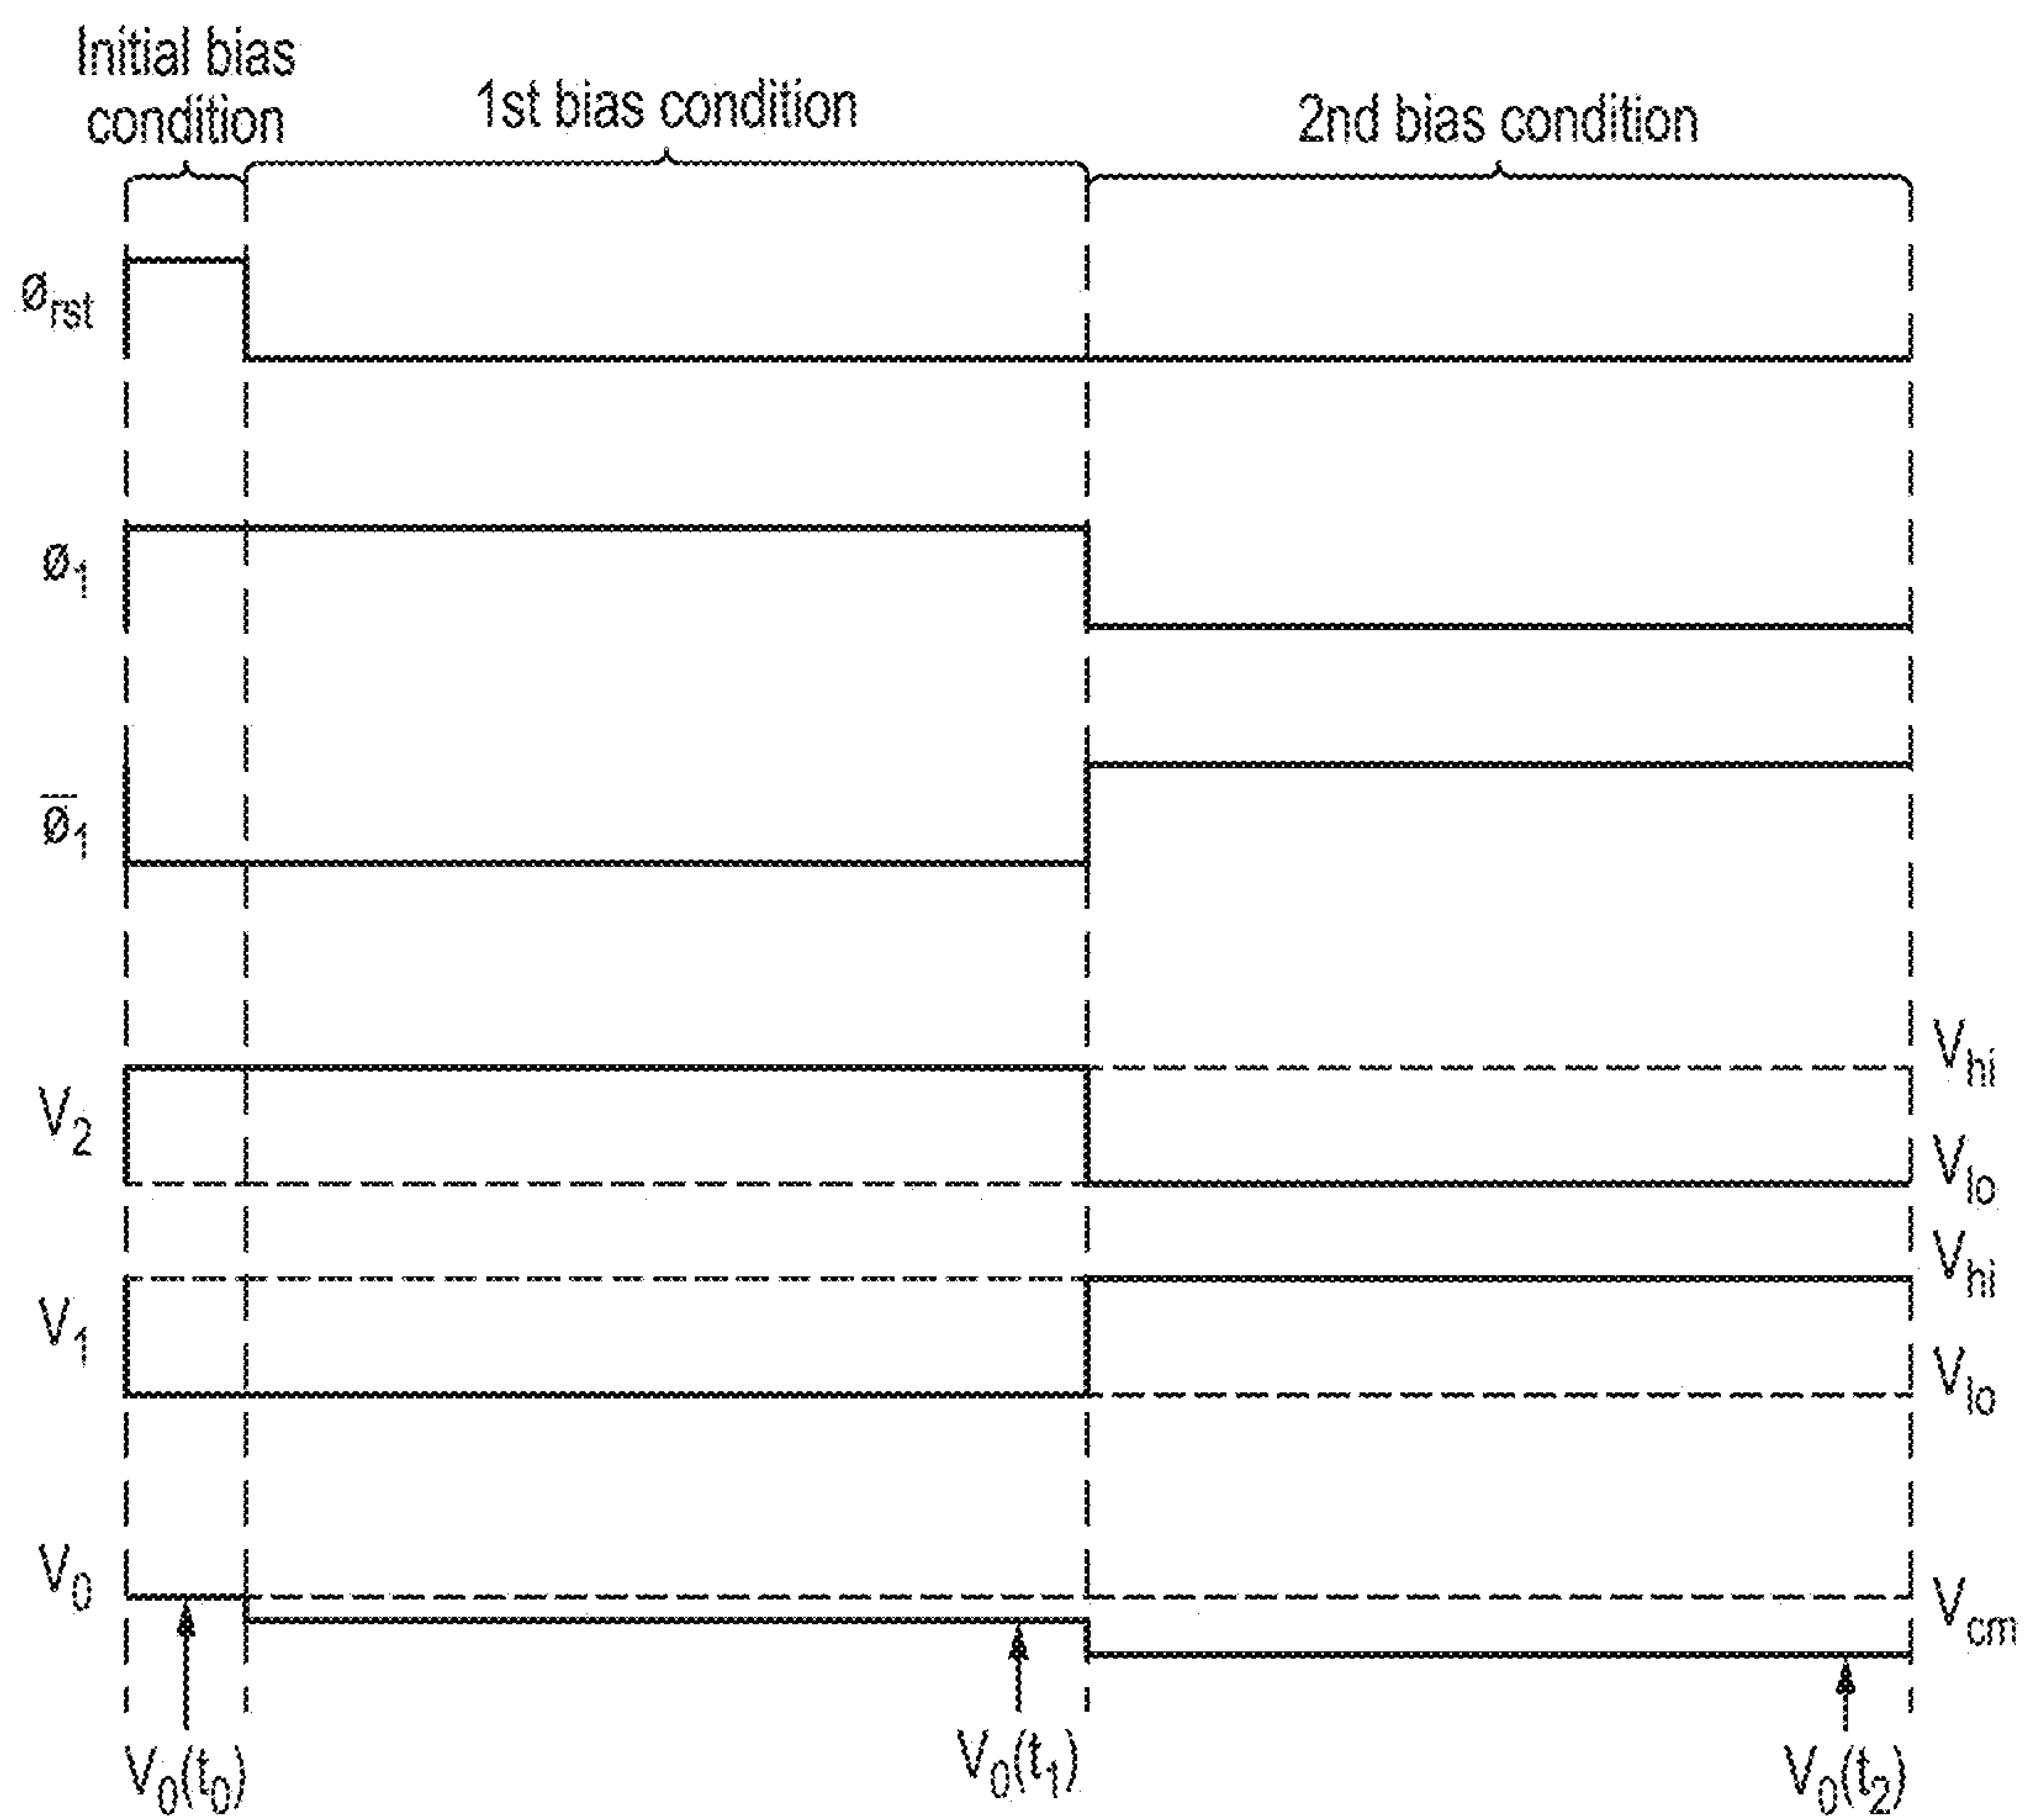 Initial bias
condition
1st bias condition
2nd bias condition
ø_rst
ø_1
ø̅_1
V_hi
V_2
V_lo
V_hi
V_1
V_lo
V_0
V_cm
V_0(t_0)
V_0(t_1)
V_0(t_2)